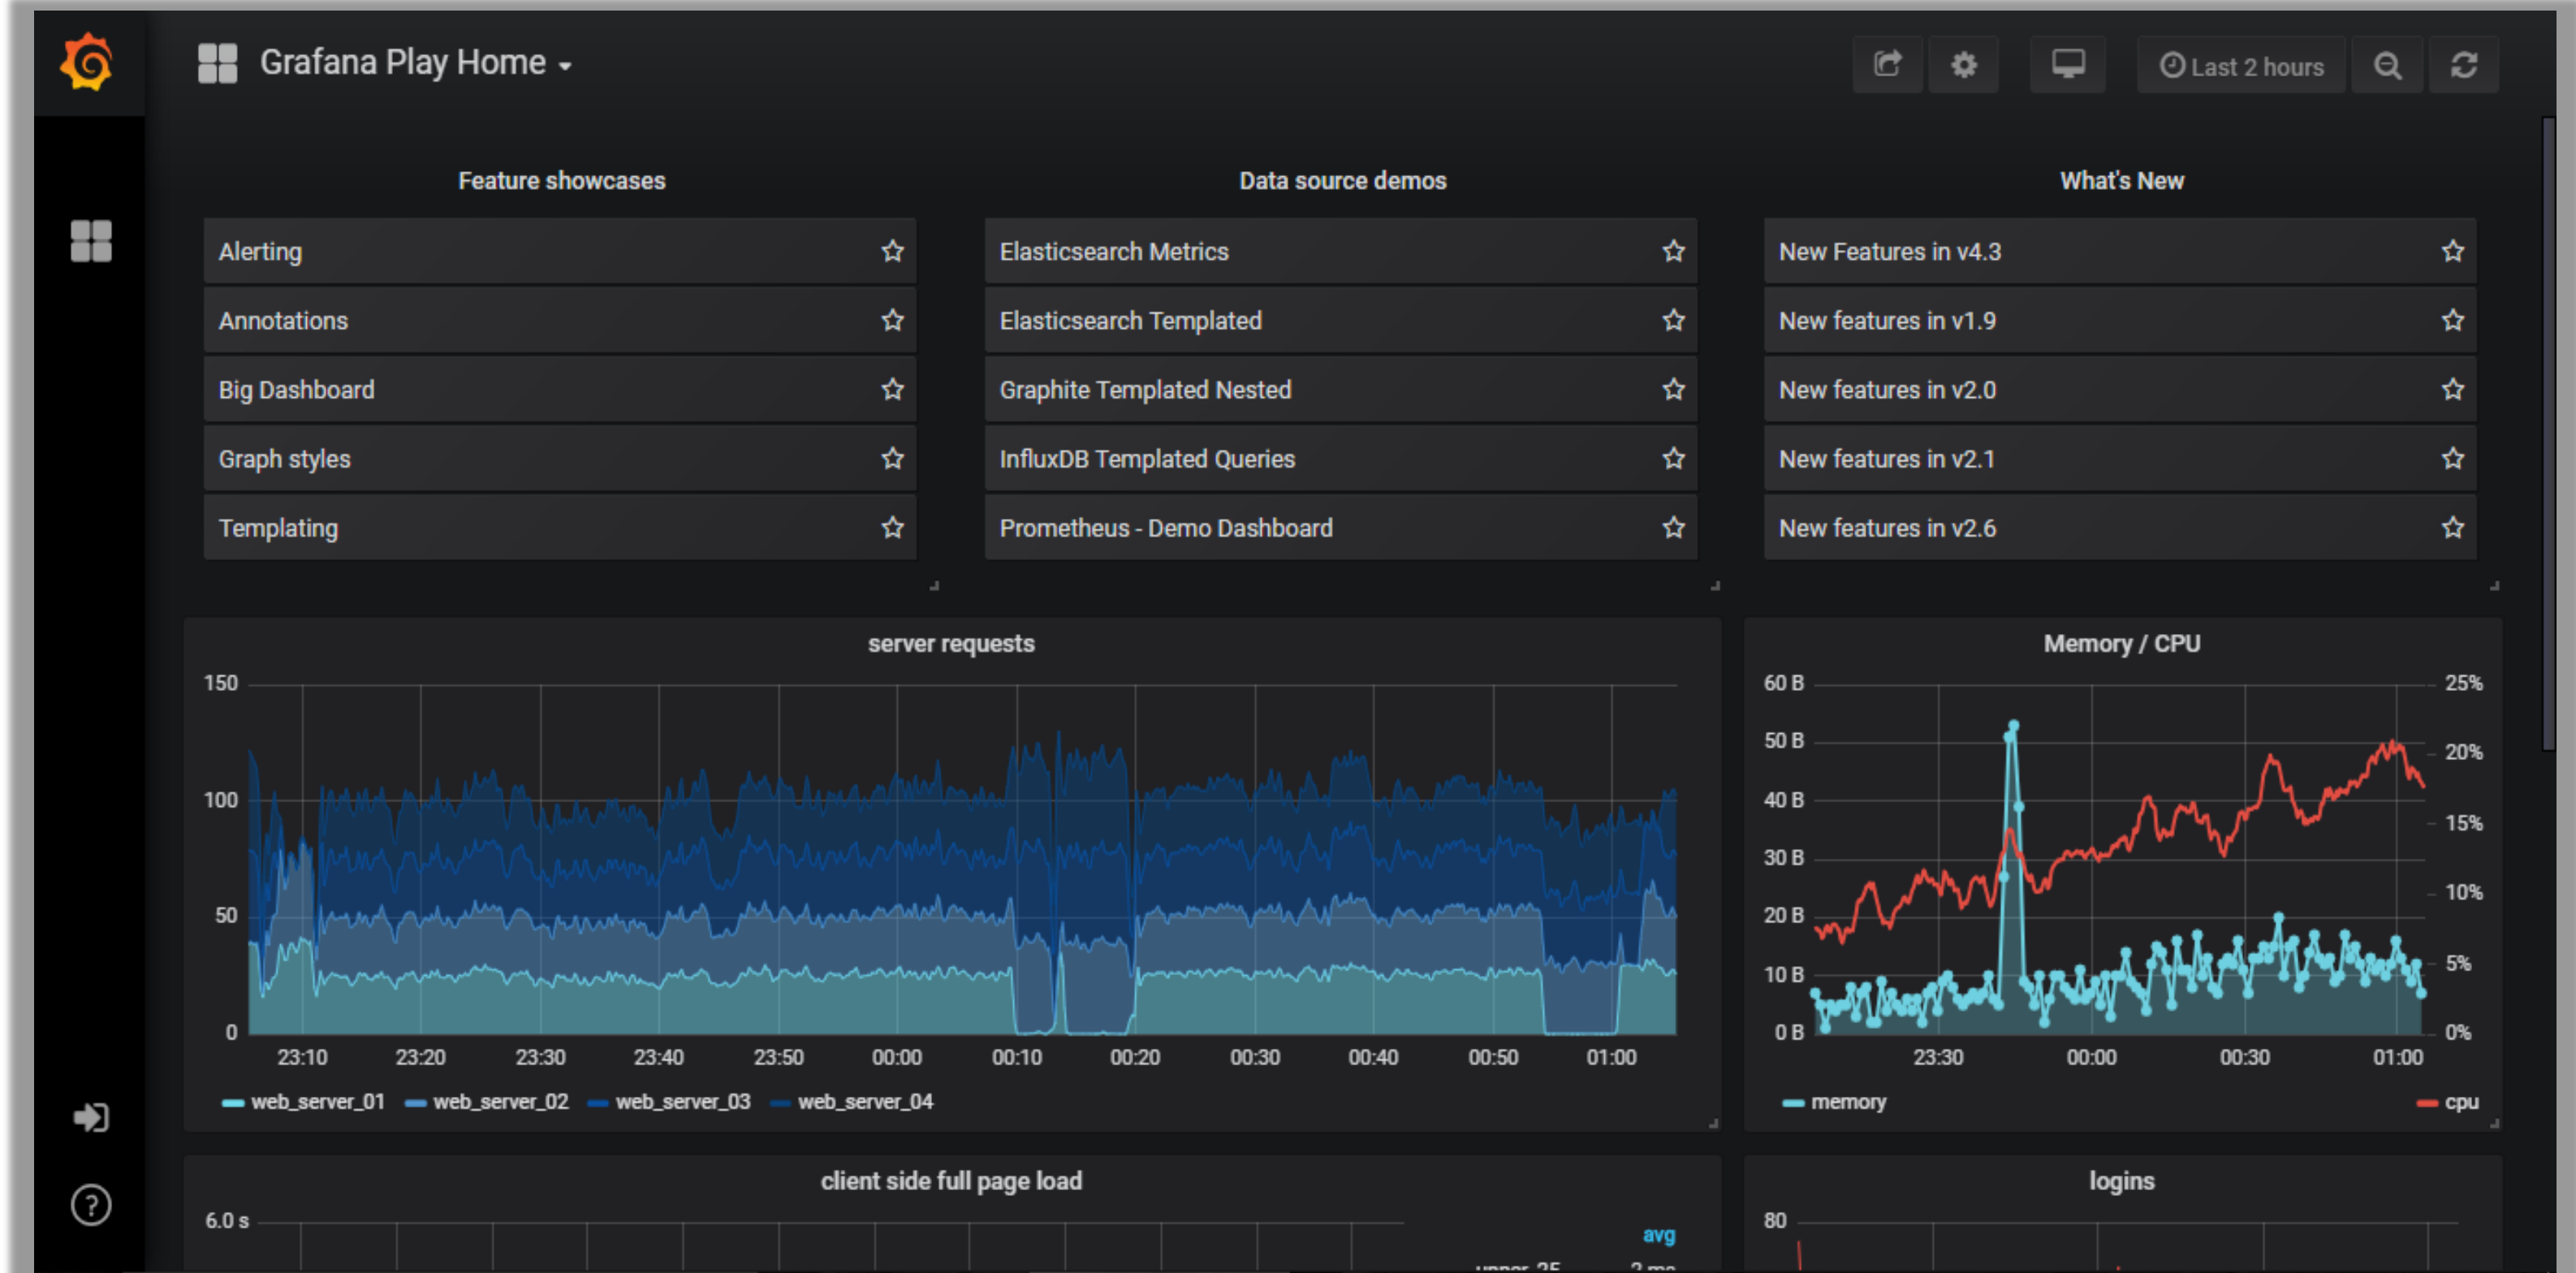 Grafana Play Home
Last 2 hours
Feature showcases
Alerting
Annotations
Big Dashboard
Graph styles
Templating
Data source demos
Elasticsearch Metrics
Elasticsearch Templated
Graphite Templated Nested
InfluxDB Templated Queries
Prometheus - Demo Dashboard
What's New
New Features in v4.3
New features in v1.9
New features in v2.0
New features in v2.1
New features in v2.6
server requests
150
100
50
0
23:10 23:20 23:30 23:40 23:50 00:00 00:10 00:20 00:30 00:40 00:50 01:00
web_server_01 web_server_02 web_server_03 web_server_04
Memory / CPU
60 B 25%
50 B 20%
40 B 15%
30 B 10%
20 B 5%
10 B 0%
0 B
23:30 00:00 00:30 01:00
memory cpu
client side full page load
6.0 s
avg
logins
80
?